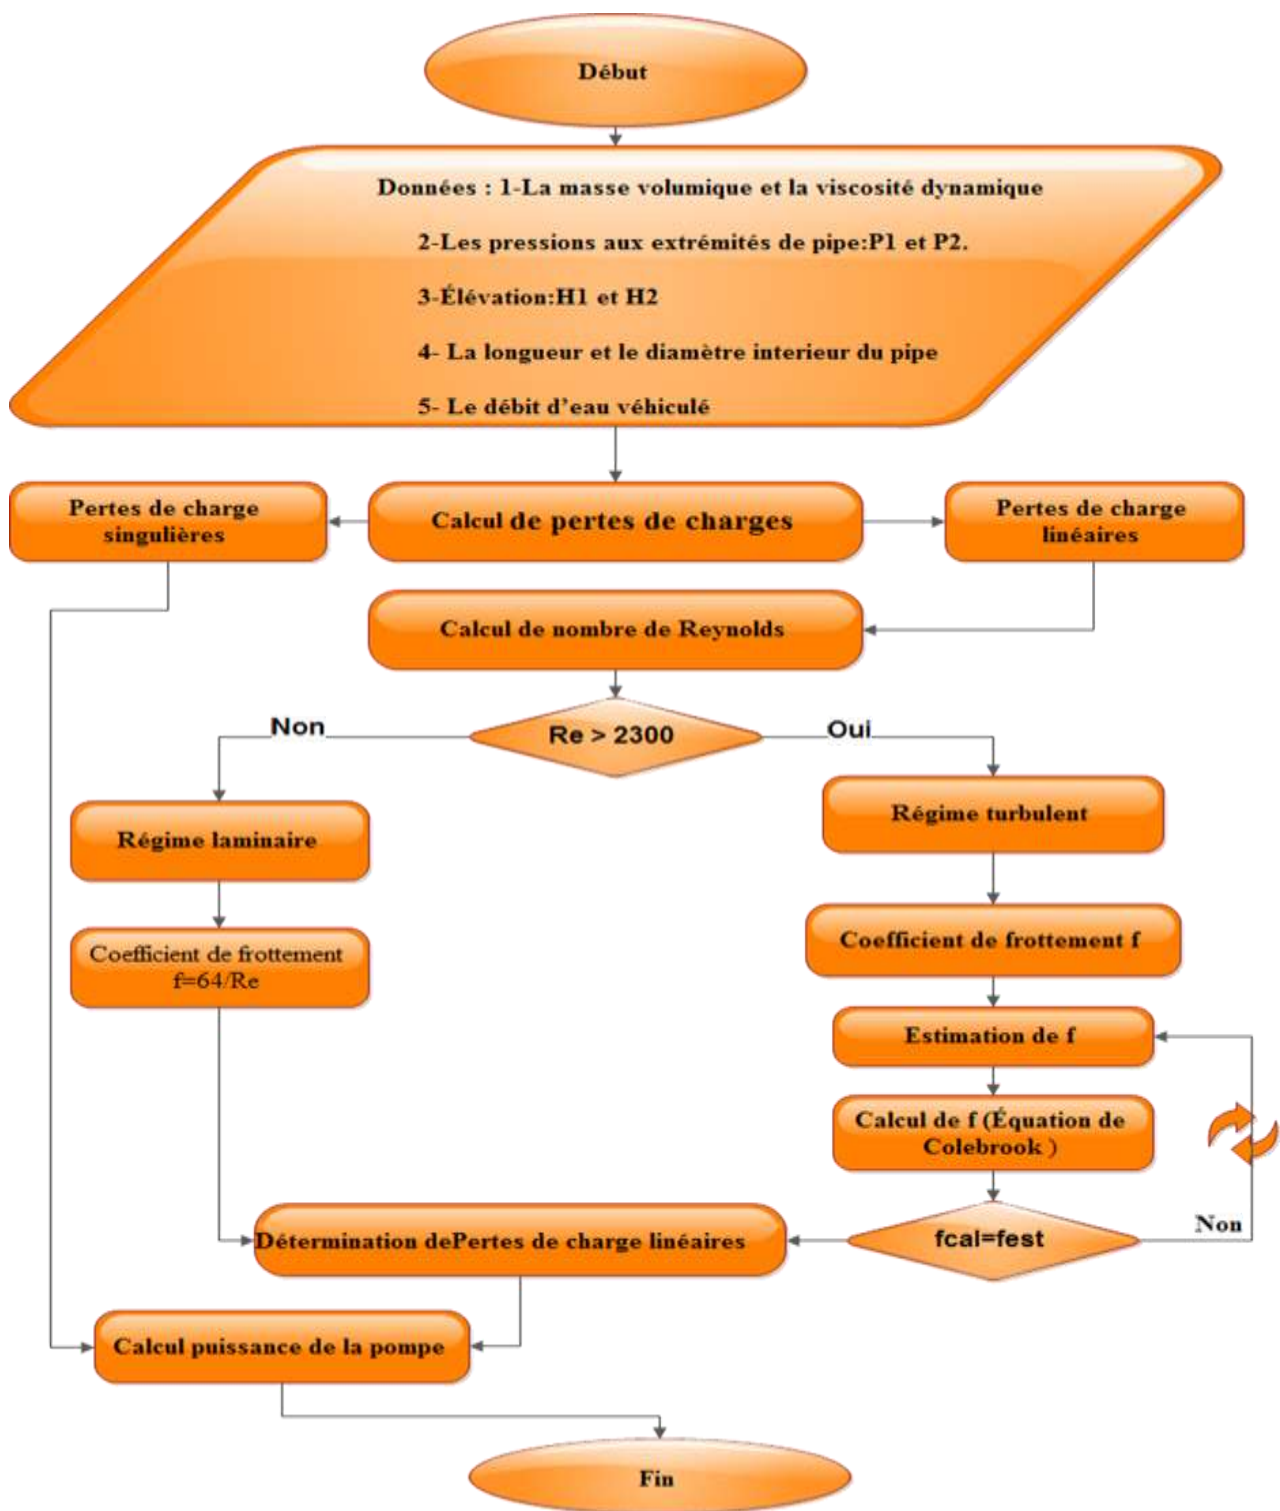 Début
Données : 1-La masse volumique et la viscosité dynamique
2-Les pressions aux extrémités de pipe:P1 et P2.
3-Élévation:H1 et H2
4- La longueur et le diamètre interieur du pipe
5- Le débit d'eau véhiculé
Pertes de charge
singulières
Calcul de pertes de charges
Pertes de charge
linéaires
Calcul de nombre de Reynolds
Non
Re > 2300
Oui
Régime laminaire
Régime turbulent
Coefficient de frottement
f=64/Re
Coefficient de frottement f
Estimation de f
Calcul de f (Équation de
Colebrook )
Détermination dePertes de charge linéaires
fcal=fest
Non
Calcul puissance de la pompe
Fin